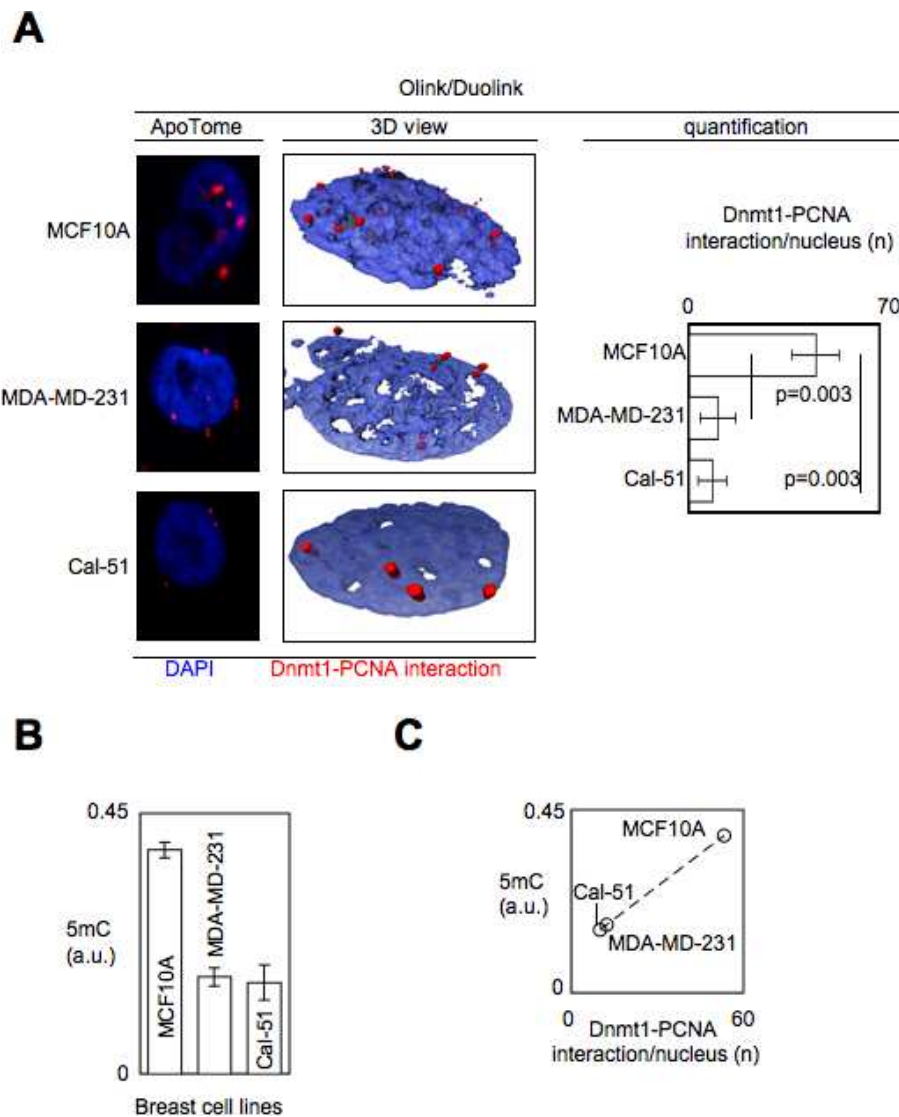 A
Olink/Duolink
ApoTome 3D view quantification
MCF10A
MDA-MD-231
Cal-51
DAPI Dnmt1-PCNA interaction
Dnmt1-PCNA
interaction/nucleus (n)
0 70
MCF10A
p=0.003
MDA-MD-231
Cal-51
p=0.003
B
0.45
5mC
(a.u.)
0
MCF10A
MDA-MD-231
Cal-51
Breast cell lines
C
0.45
5mC
(a.u.)
0
MCF10A
Cal-51
MDA-MD-231
0 60
Dnmt1-PCNA
interaction/nucleus (n)